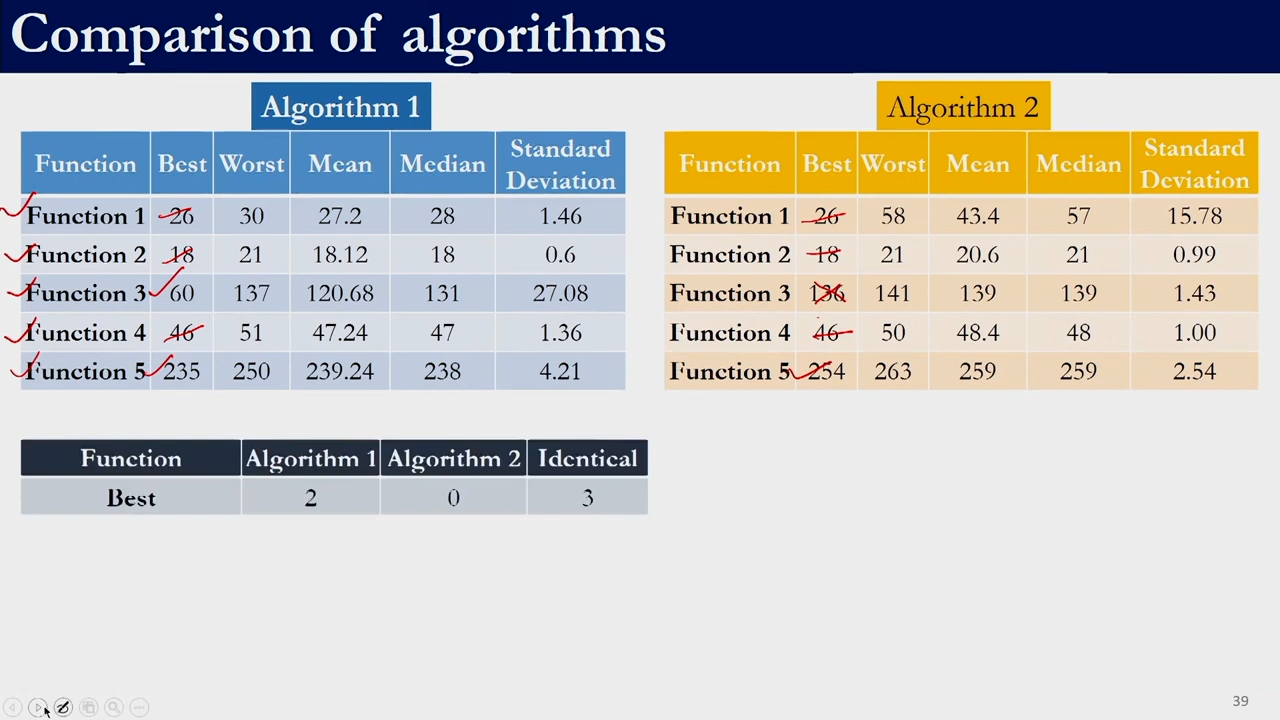 Comparison of algorithms
Algorithm 1
Function Best Worst Mean Median Standard Deviation
Function 1 26 30 27.2 28 1.46
Function 2 18 21 18.12 18 0.6
Function 3 60 137 120.68 131 27.08
Function 4 46 51 47.24 47 1.36
Function 5 235 250 239.24 238 4.21
Algorithm 2
Function Best Worst Mean Median Standard Deviation
Function 1 26 58 43.4 57 15.78
Function 2 18 21 20.6 21 0.99
Function 3 136 141 139 139 1.43
Function 4 46 50 48.4 48 1.00
Function 5 254 263 259 259 2.54
Function Algorithm 1 Algorithm 2 Identical
Best 2 0 3
39